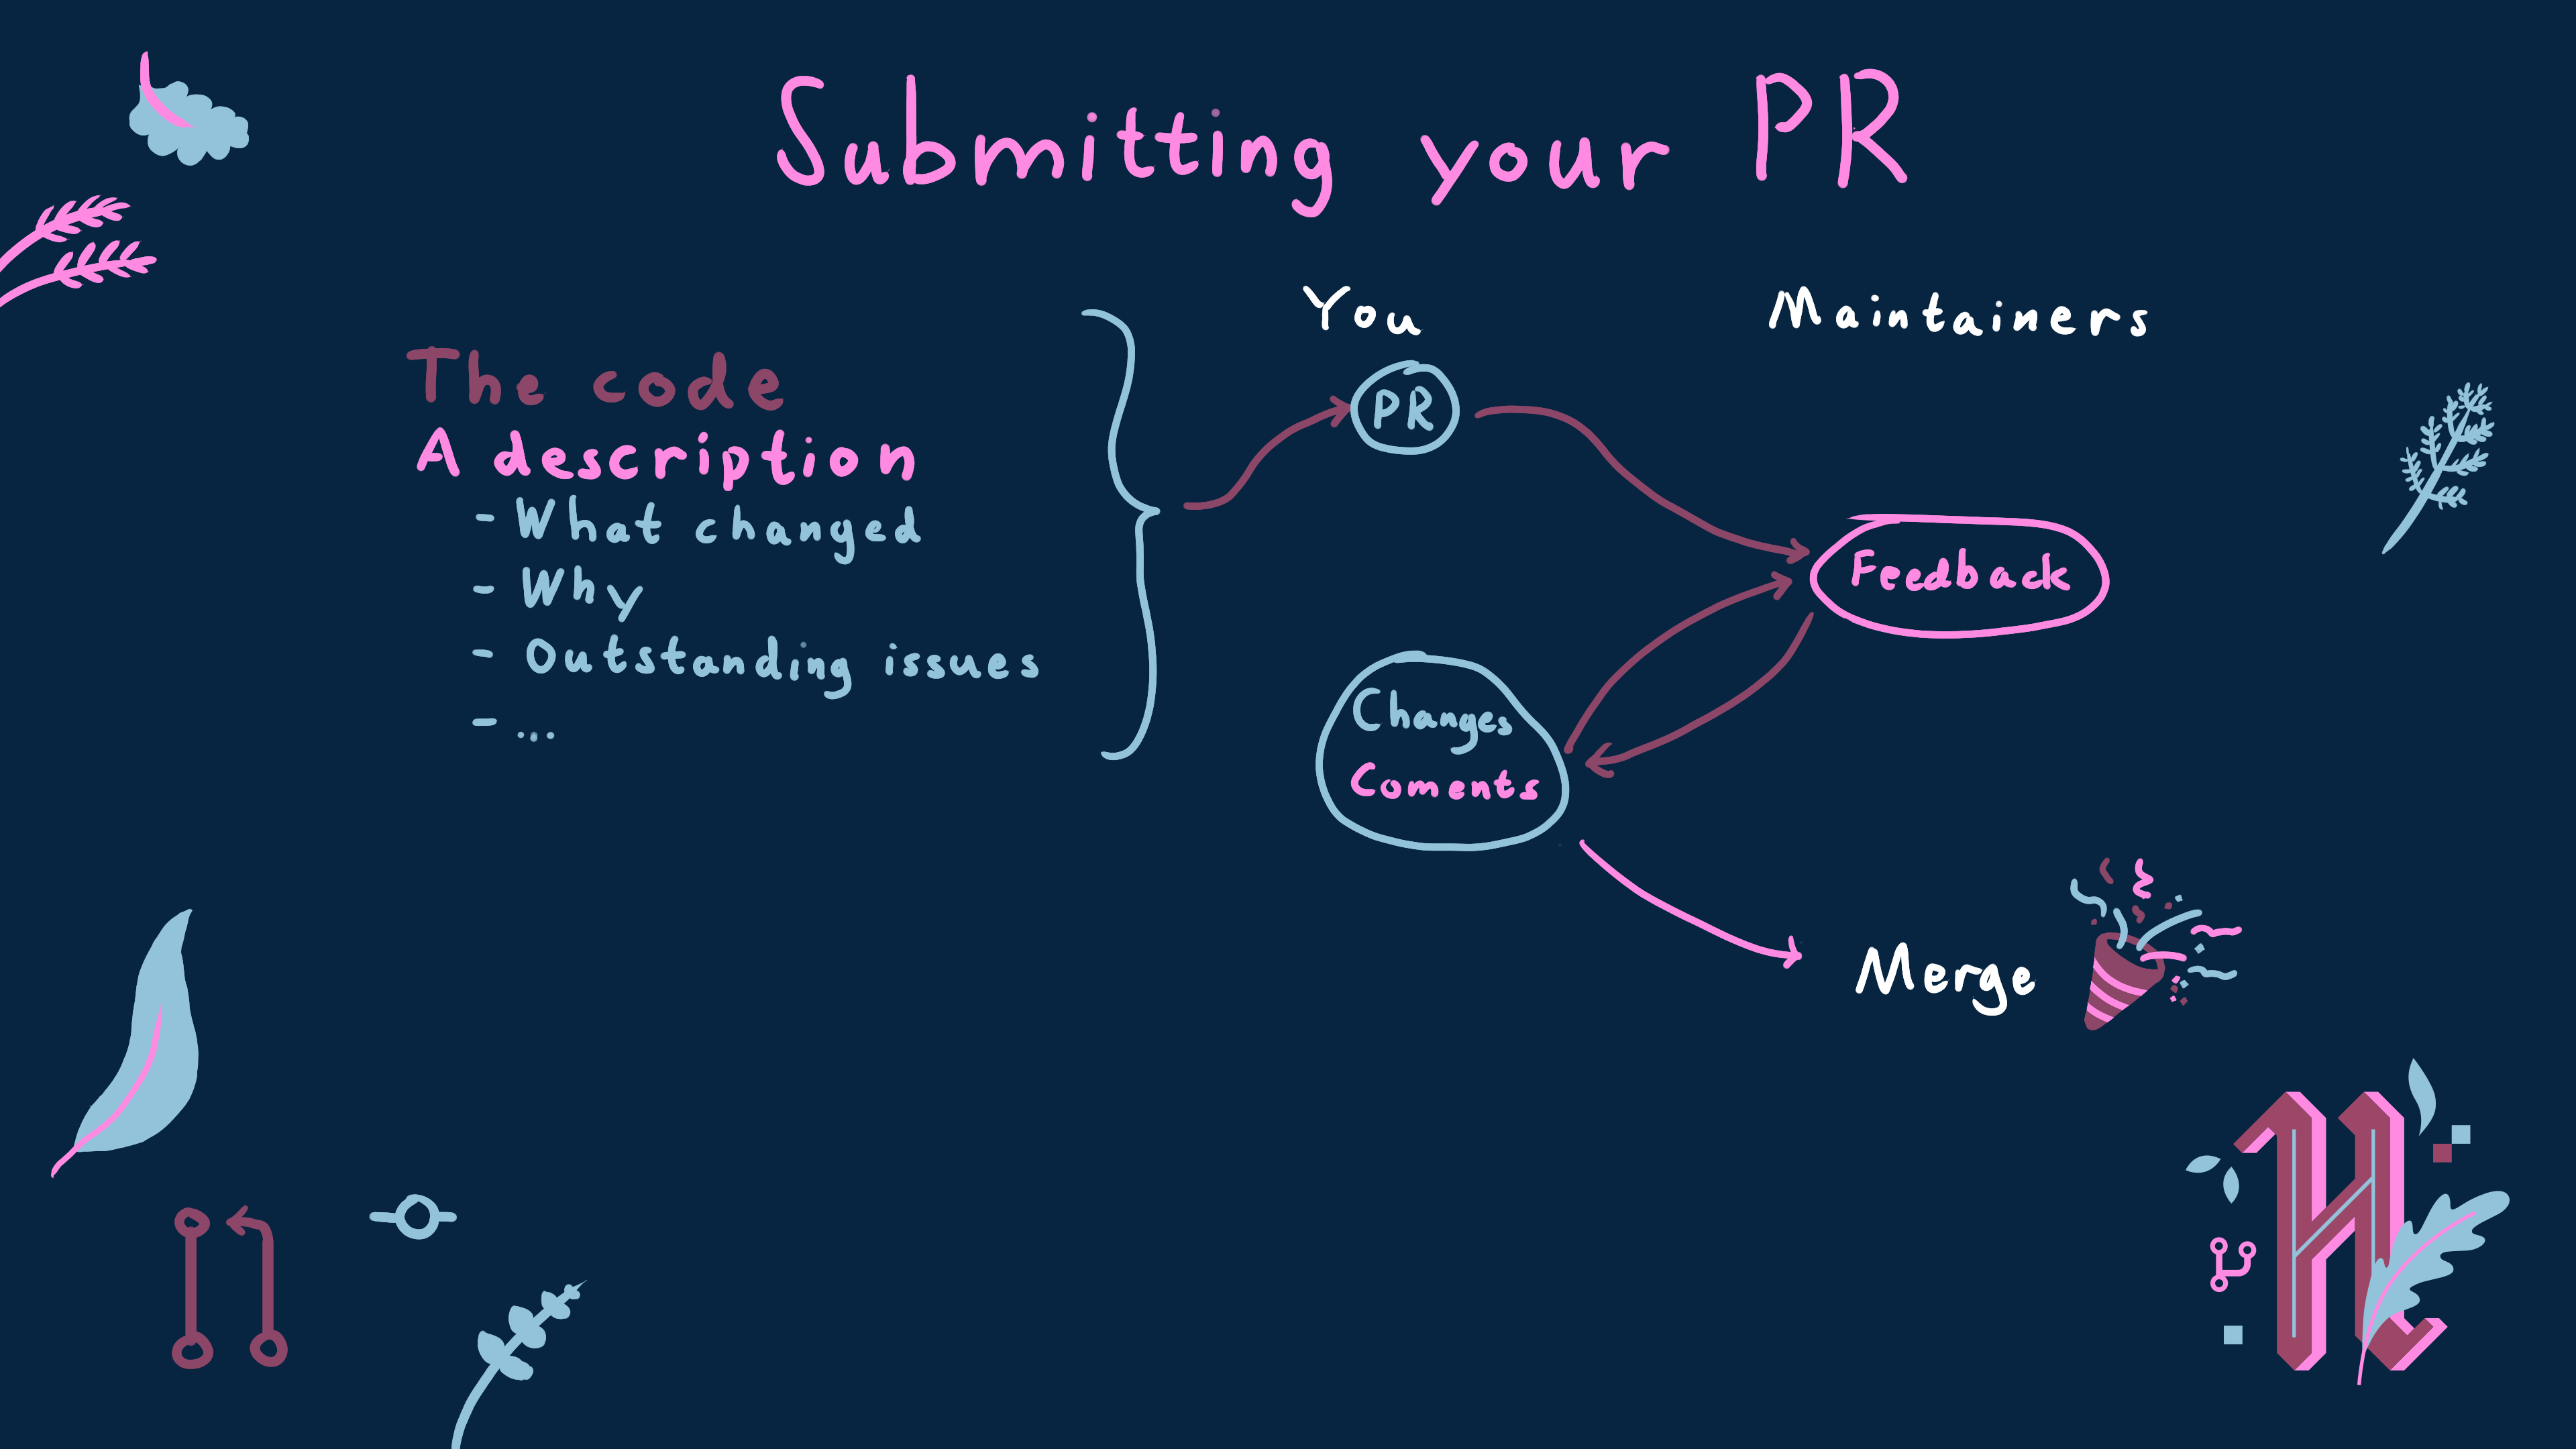 Submitting your PR
The code
A description
- What changed
- Why
- Outstanding issues
- ...
You
Maintainers
PR
Feedback
Changes
Coments
Merge
H